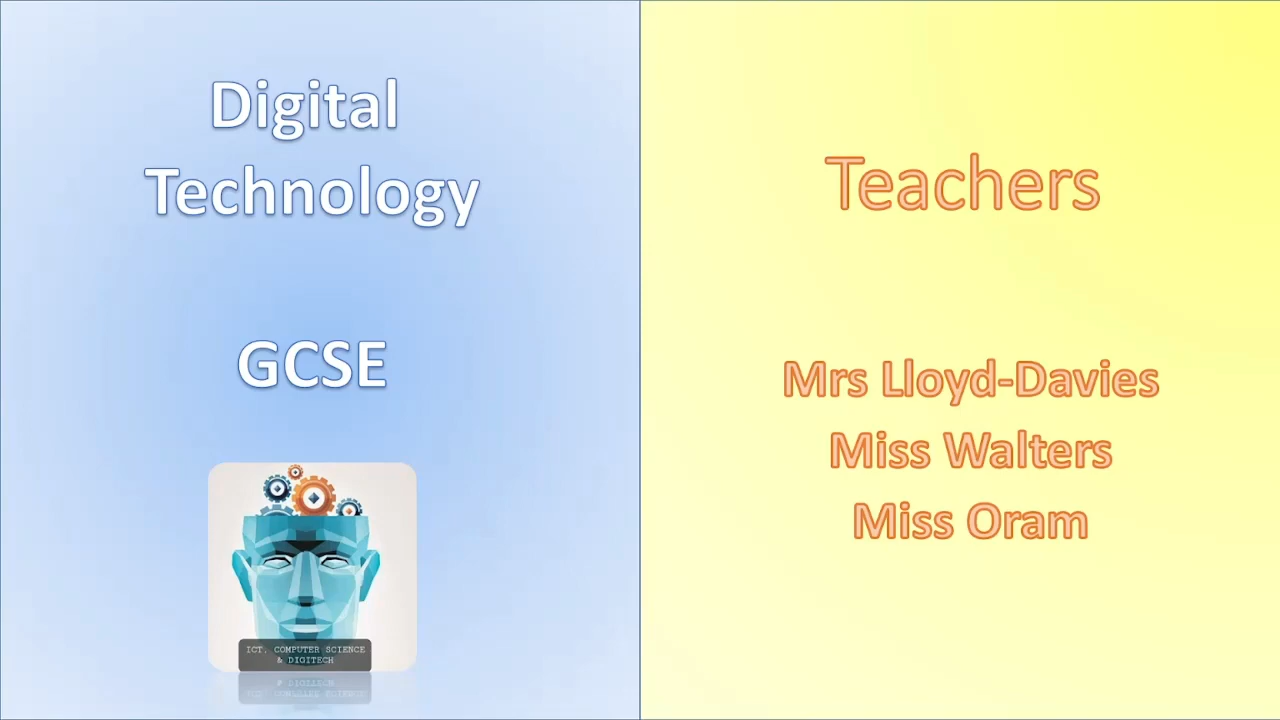 Digital
Technology
GCSE
ICT, COMPUTER SCIENCE
& DIGITECH
Teachers
Mrs Lloyd-Davies
Miss Walters
Miss Oram